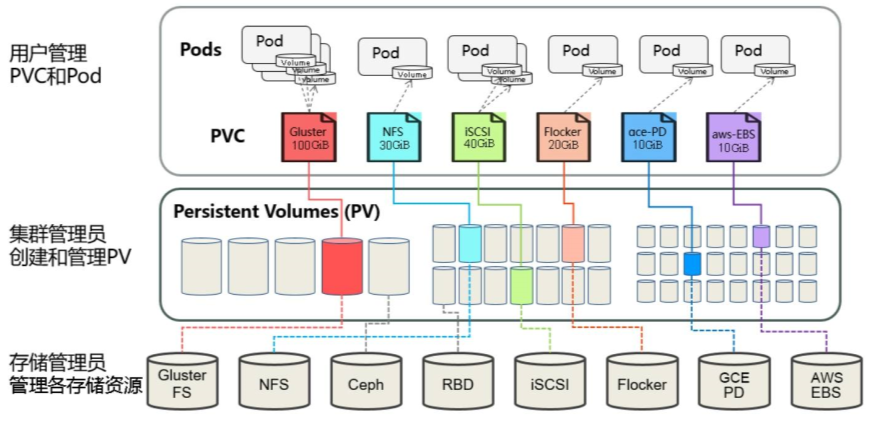 用户管理
PVC和Pod
Pods
Pod
Volume
Volume
Volume
Pod
Volume
Pod
Volume
Volume
Pod
Volume
Pod
Volume
Pod
Volume
PVC
Gluster
100GiB
NFS
30GiB
iSCSI
40GiB
Flocker
20GiB
ace-PD
10GiB
aws-EBS
10GiB
集群管理员
创建和管理PV
Persistent Volumes (PV)
存储管理员
管理各存储资源
Gluster
FS
NFS
Ceph
RBD
iSCSI
Flocker
GCE
PD
AWS
EBS